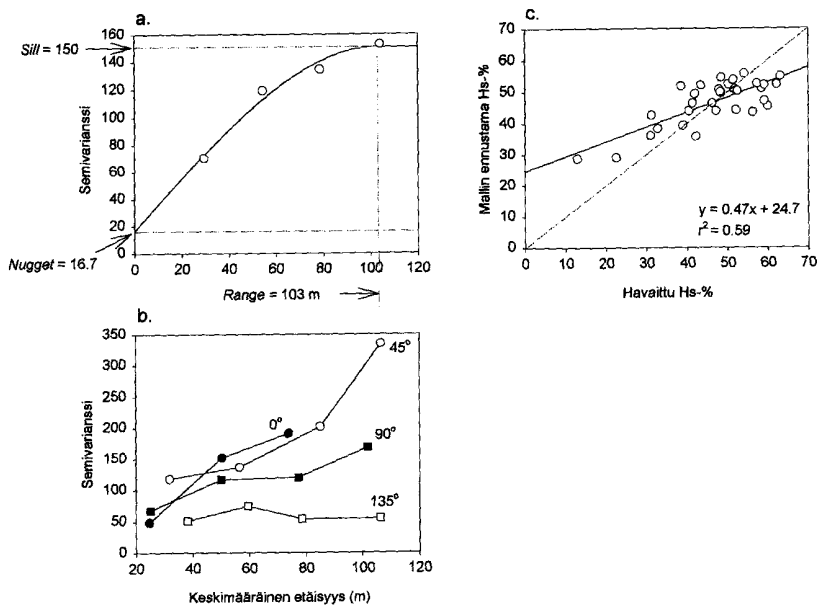 a.
Sill = 150
160
140
120
100
80
60
40
20
0
Semivarianssi
Nugget = 16.7
0 20 40 60 80 100 120
Range = 103 m
b.
350
300
250
200
150
100
50
0
Semivarianssi
45°
0°
90°
135°
20 40 60 80 100 120
Keskimääräinen etäisyys (m)
c.
70
60
50
40
30
20
10
0
Mallin ennustama Hs-%
y = 0.47x + 24.7
r² = 0.59
0 10 20 30 40 50 60 70
Havaittu Hs-%